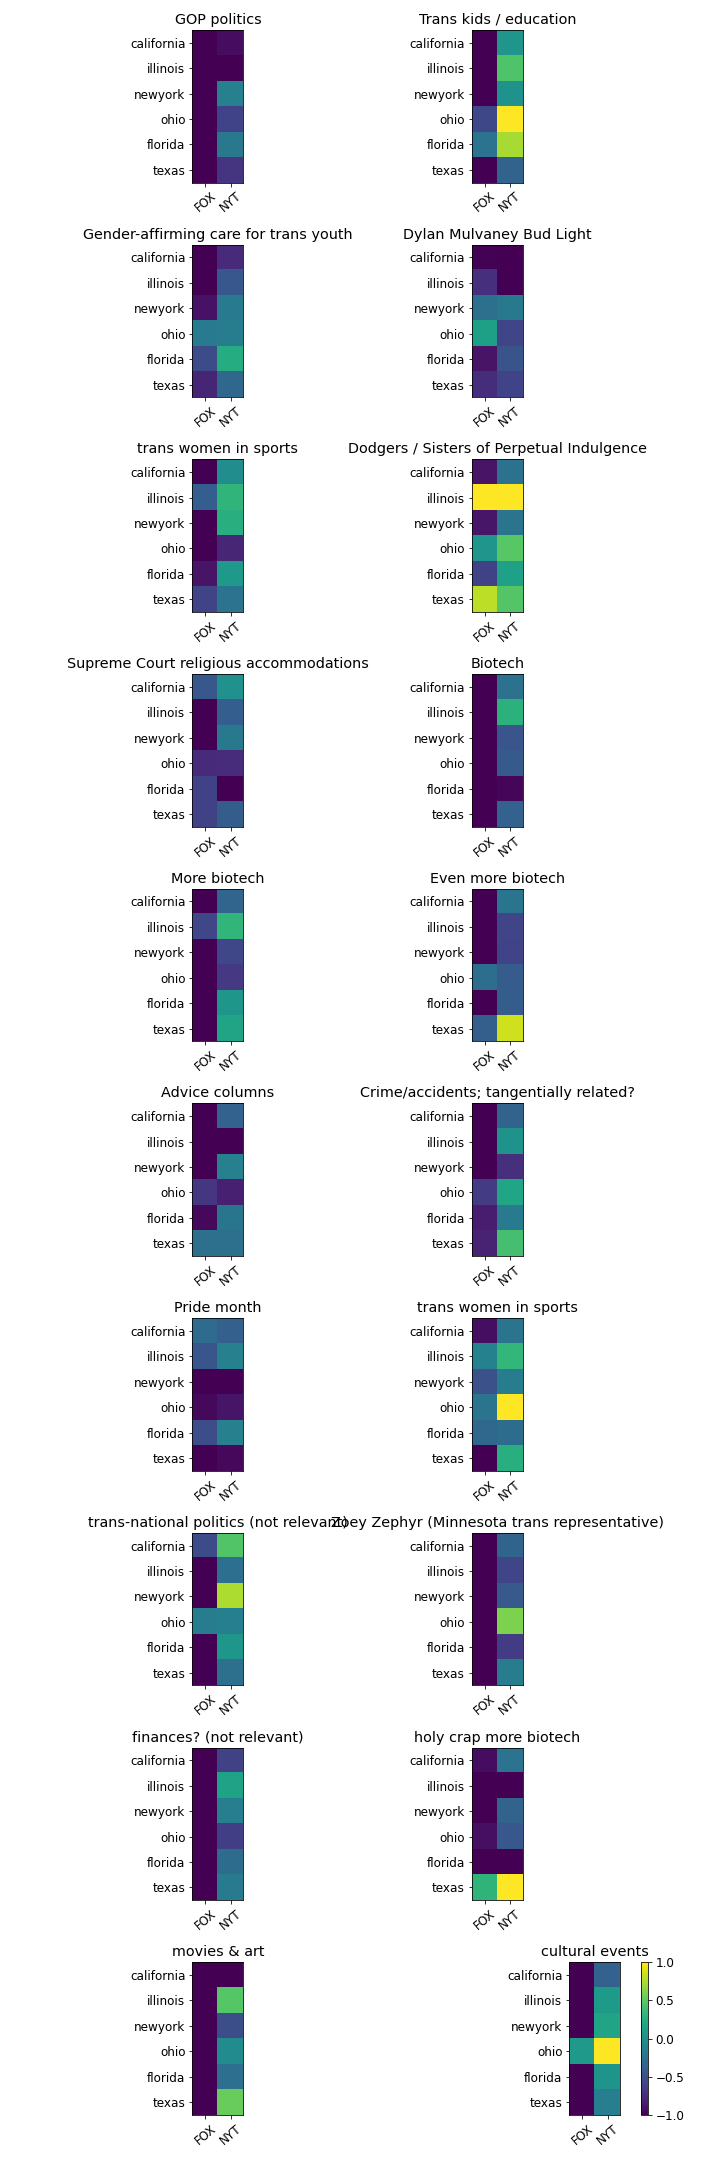 GOP politics
california
illinois
newyork
ohio
florida
texas
FOX NYT
Trans kids / education
california
illinois
newyork
ohio
florida
texas
FOX NYT
Gender-affirming care for trans youth
california
illinois
newyork
ohio
florida
texas
FOX NYT
Dylan Mulvaney Bud Light
california
illinois
newyork
ohio
florida
texas
FOX NYT
trans women in sports
california
illinois
newyork
ohio
florida
texas
FOX NYT
Dodgers / Sisters of Perpetual Indulgence
california
illinois
newyork
ohio
florida
texas
FOX NYT
Supreme Court religious accommodations
california
illinois
newyork
ohio
florida
texas
FOX NYT
Biotech
california
illinois
newyork
ohio
florida
texas
FOX NYT
More biotech
california
illinois
newyork
ohio
florida
texas
FOX NYT
Even more biotech
california
illinois
newyork
ohio
florida
texas
FOX NYT
Advice columns
california
illinois
newyork
ohio
florida
texas
FOX NYT
Crime/accidents; tangentially related?
california
illinois
newyork
ohio
florida
texas
FOX NYT
Pride month
california
illinois
newyork
ohio
florida
texas
FOX NYT
trans women in sports
california
illinois
newyork
ohio
florida
texas
FOX NYT
trans-national politics (not relevant)
california
illinois
newyork
ohio
florida
texas
FOX NYT
Zoey Zephyr (Minnesota trans representative)
california
illinois
newyork
ohio
florida
texas
FOX NYT
finances? (not relevant)
california
illinois
newyork
ohio
florida
texas
FOX NYT
holy crap more biotech
california
illinois
newyork
ohio
florida
texas
FOX NYT
movies & art
california
illinois
newyork
ohio
florida
texas
FOX NYT
cultural events
california
illinois
newyork
ohio
florida
texas
FOX NYT
1.0
0.5
0.0
−0.5
−1.0